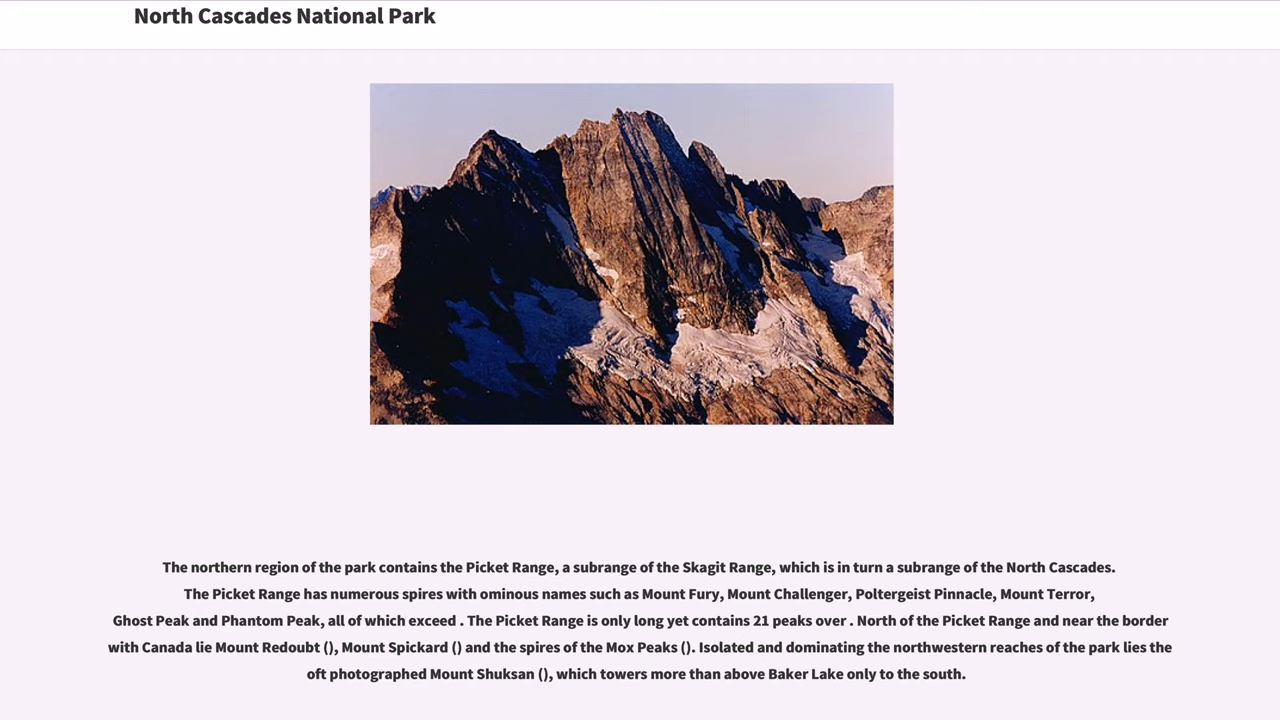 North Cascades National Park
The northern region of the park contains the Picket Range, a subrange of the Skagit Range, which is in turn a subrange of the North Cascades.
The Picket Range has numerous spires with ominous names such as Mount Fury, Mount Challenger, Poltergeist Pinnacle, Mount Terror,
Ghost Peak and Phantom Peak, all of which exceed . The Picket Range is only long yet contains 21 peaks over . North of the Picket Range and near the border
with Canada lie Mount Redoubt (), Mount Spickard () and the spires of the Mox Peaks (). Isolated and dominating the northwestern reaches of the park lies the
oft photographed Mount Shuksan (), which towers more than above Baker Lake only to the south.